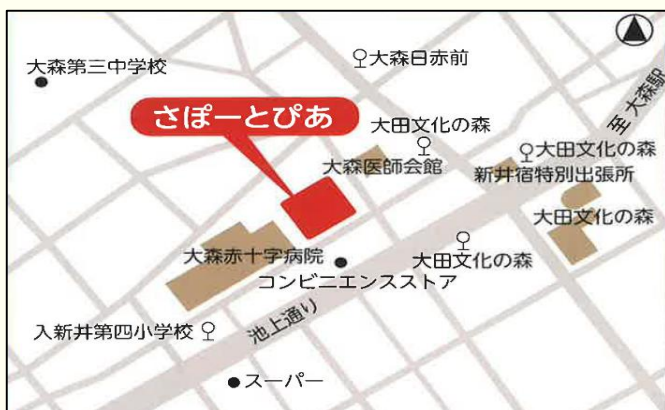 大森第三中学校
大森日赤前
至 大森駅
さぽーとぴあ
大田文化の森
大田文化の森
大森医師会館
新井宿特別出張所
大田文化の森
大森赤十字病院
大田文化の森
コンビニエンスストア
入新井第四小学校
池上通り
スーパー